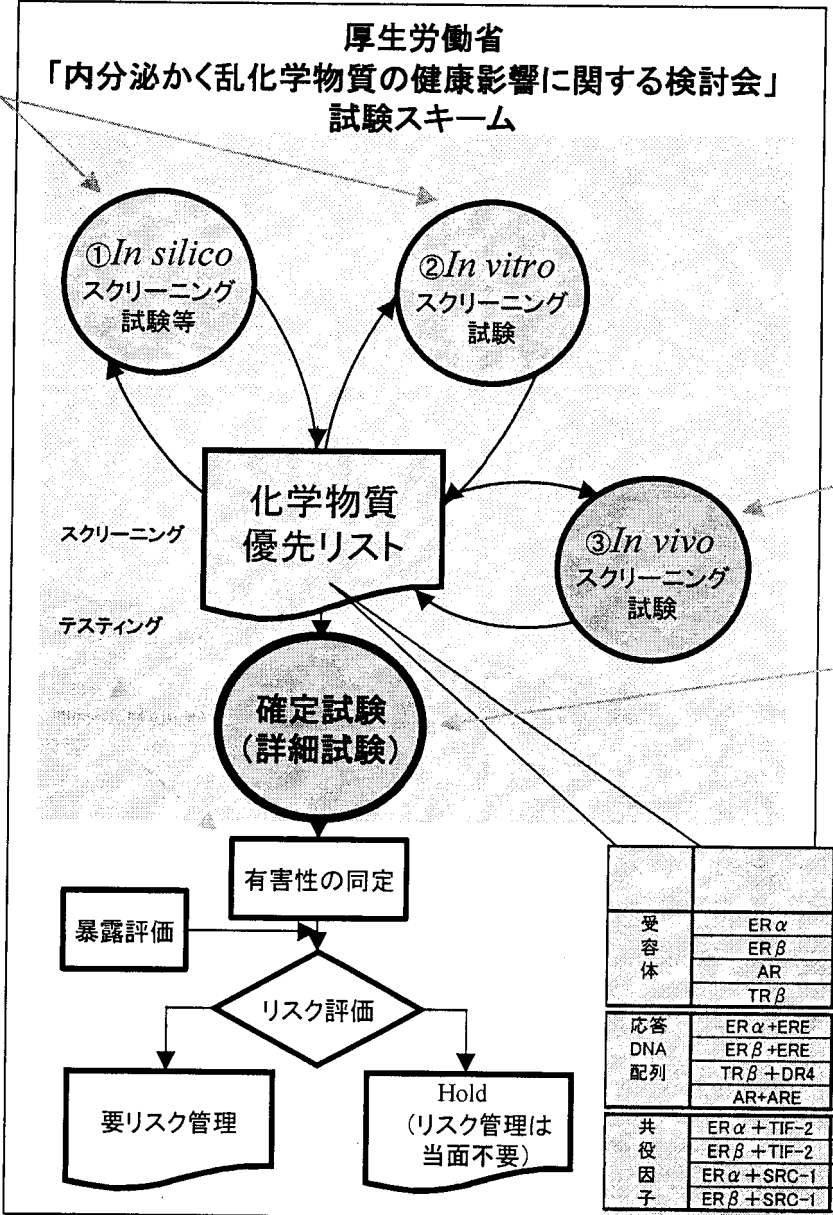 厚生労働省
「内分泌かく乱化学物質の健康影響に関する検討会」
試験スキーム
①In silico
スクリーニング
試験等
②In vitro
スクリーニング
試験
化学物質
優先リスト
スクリーニング
③In vivo
スクリーニング
試験
テスティング
確定試験
(詳細試験)
有害性の同定
暴露評価
リスク評価
要リスク管理
Hold
(リスク管理は
当面不要)
受
容
体
ERα
ERβ
AR
TRβ
応答
DNA
配列
ERα+ERE
ERβ+ERE
TRβ+DR4
AR+ARE
共
役
因
子
ERα+TIF-2
ERβ+TIF-2
ERα+SRC-1
ERβ+SRC-1